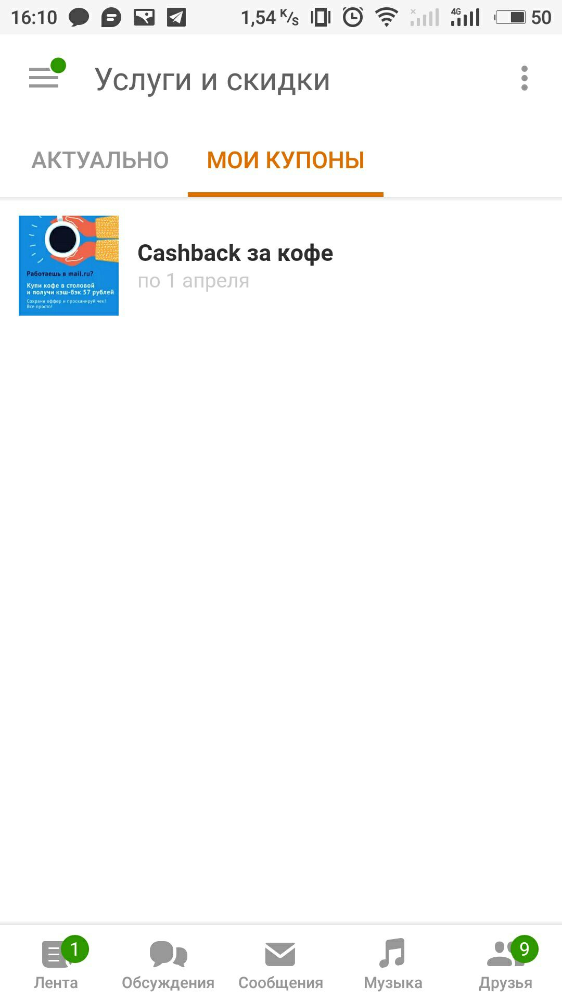 16:10 1,54 K/s 4G 50
Услуги и скидки
АКТУАЛЬНО МОИ КУПОНЫ
Работаешь в mail.ru?
Купи кофе в столовой
и получи кэш-бэк 57 рублей
Сохрани оффер и просканируй чек!
Все просто!
Cashback за кофе
по 1 апреля
1 9
Лента Обсуждения Сообщения Музыка Друзья